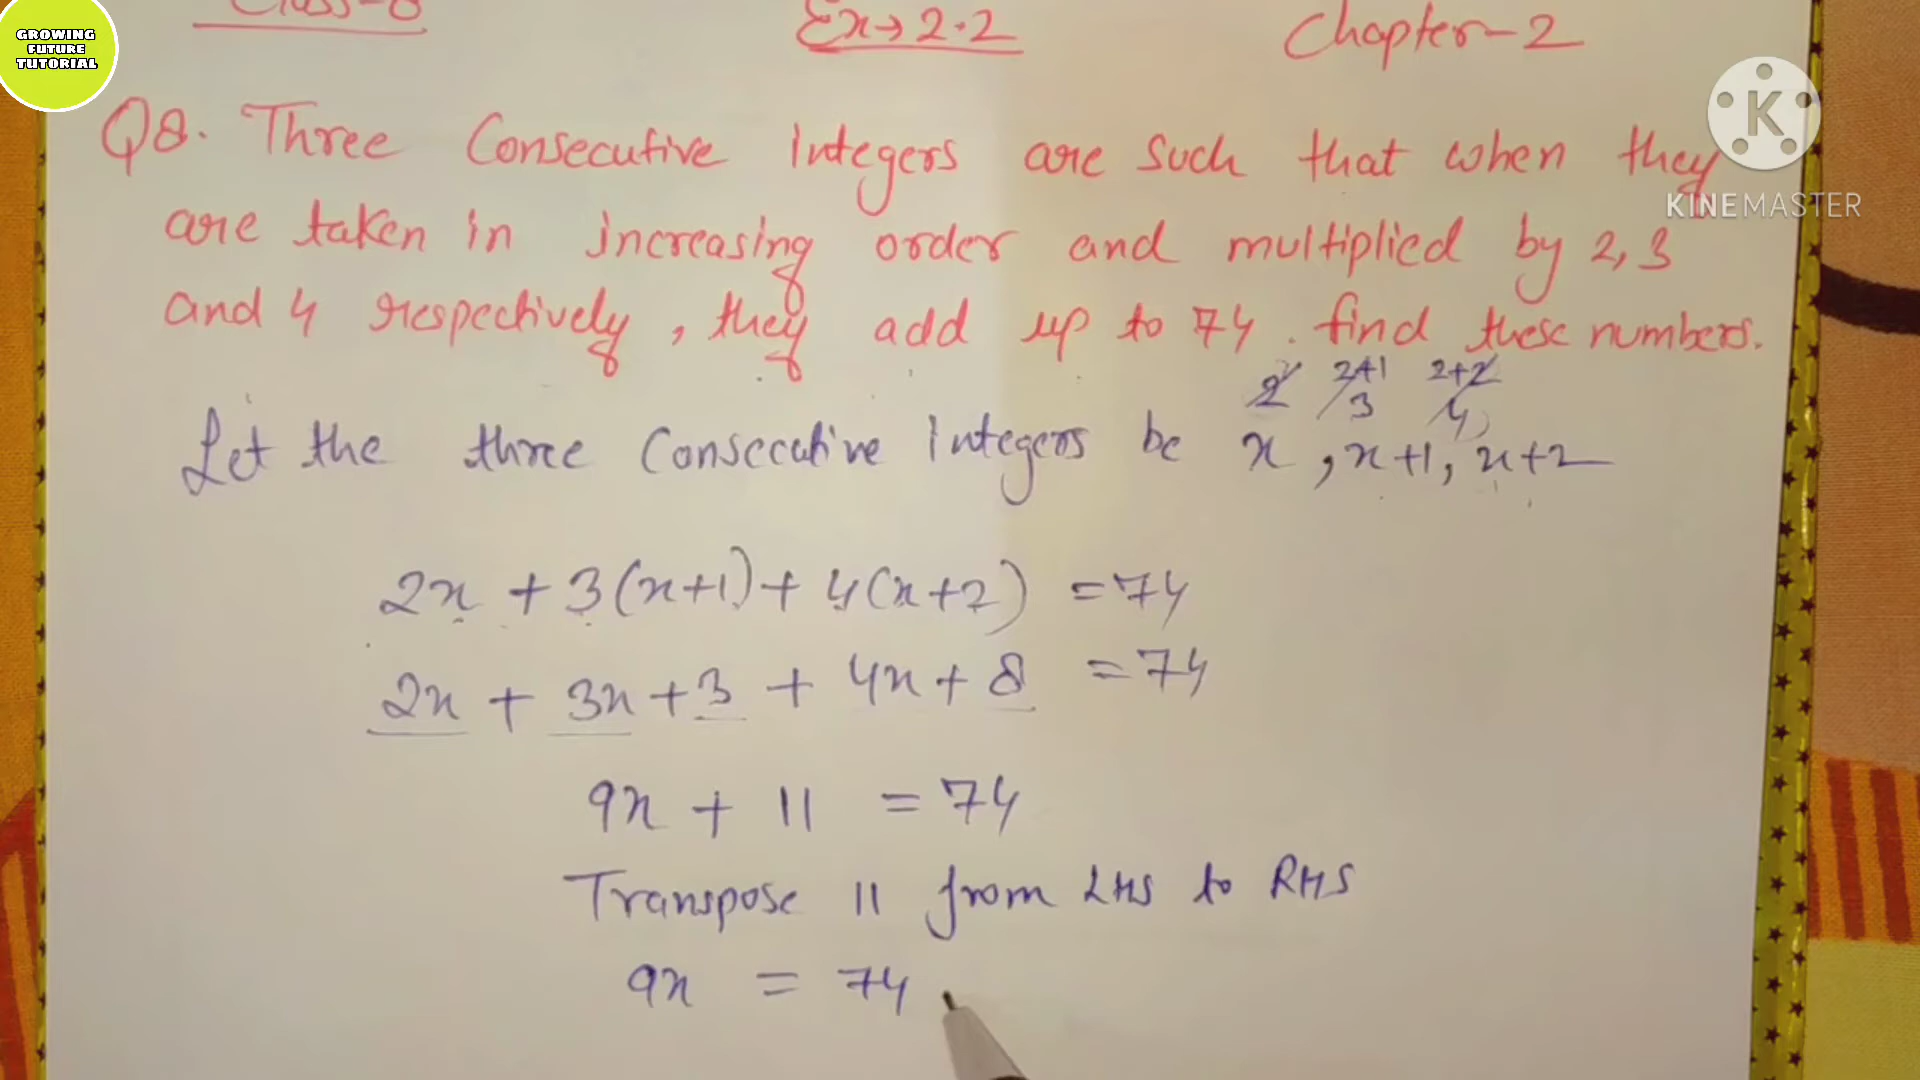 GROWING
FUTURE
TUTORIAL
Class-8 Ex→2.2 Chapter-2
K
KINEMASTER
Q8. Three Consecutive integers are such that when they
are taken in increasing order and multiplied by 2, 3
and 4 respectively, they add up to 74. find these numbers.
2 2+1 2+2
3 4
Let the three Consecutive integers be x, x+1, x+2
2x + 3(x+1) + 4(x+2) = 74
2x + 3x + 3 + 4x + 8 = 74
9x + 11 = 74
Transpose 11 from LHS to RHS
9x = 74